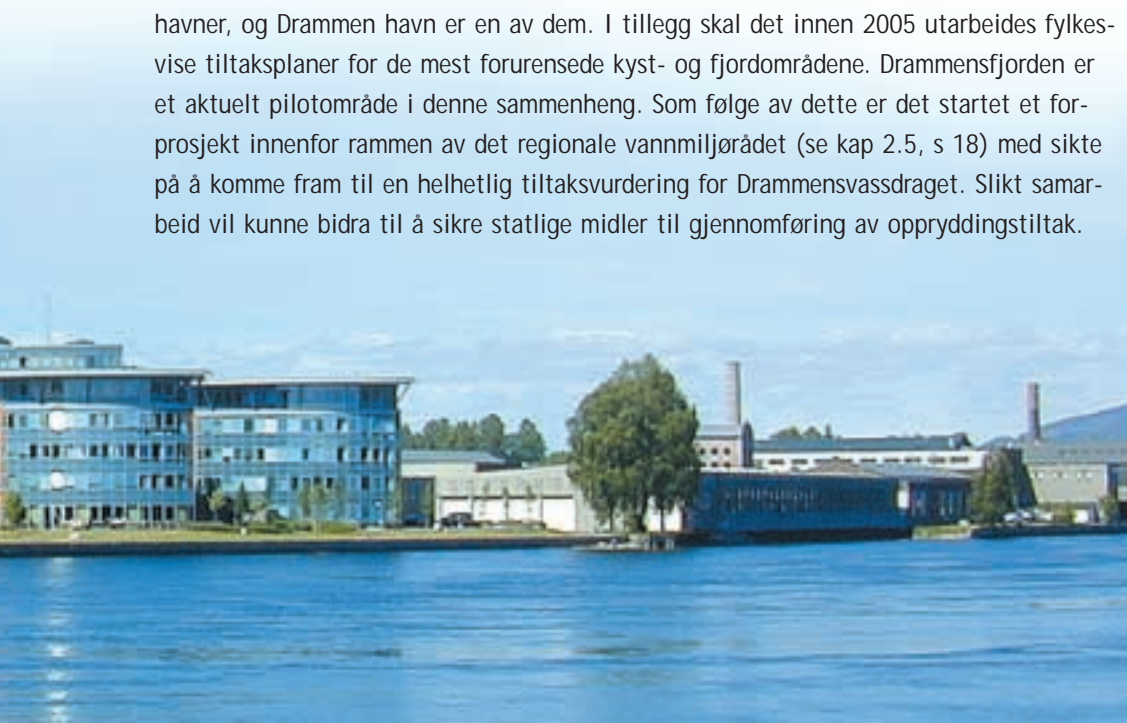 havner, og Drammen havn er en av dem. I tillegg skal det innen 2005 utarbeides fylkes-
vise tiltaksplaner for de mest forurensede kyst- og fjordområdene. Drammensfjorden er
et aktuelt pilotområde i denne sammenheng. Som følge av dette er det startet et for-
prosjekt innenfor rammen av det regionale vannmiljørådet (se kap 2.5, s 18) med sikte
på å komme fram til en helhetlig tiltaksvurdering for Drammensvassdraget. Slikt samar-
beid vil kunne bidra til å sikre statlige midler til gjennomføring av oppryddingstiltak.